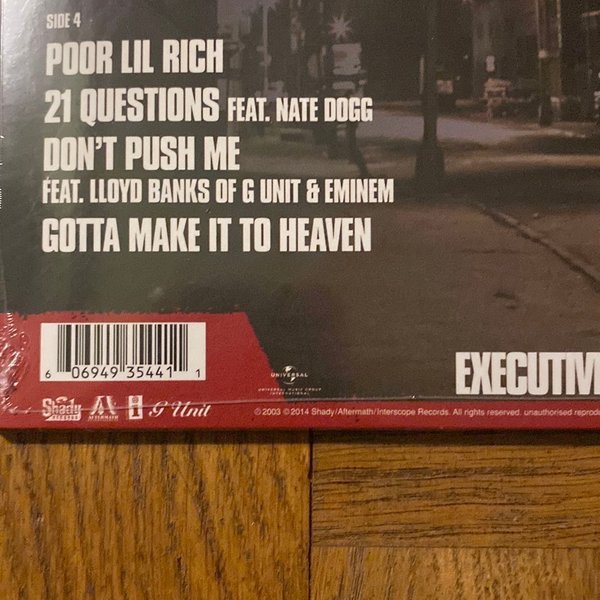 SIDE 4
POOR LIL RICH
21 QUESTIONS FEAT. NATE DOGG
DON'T PUSH ME
FEAT. LLOYD BANKS OF G UNIT & EMINEM
GOTTA MAKE IT TO HEAVEN
6 06949 35441 1
UNIVERSAL
UNIVERSAL MUSIC GROUP
INTERNATIONAL
EXECUTIV
Shady
RECORDS
AFTERMATH
G Unit
℗ 2003 © 2014 Shady/Aftermath/Interscope Records. All rights reserved. unauthorised reprodu